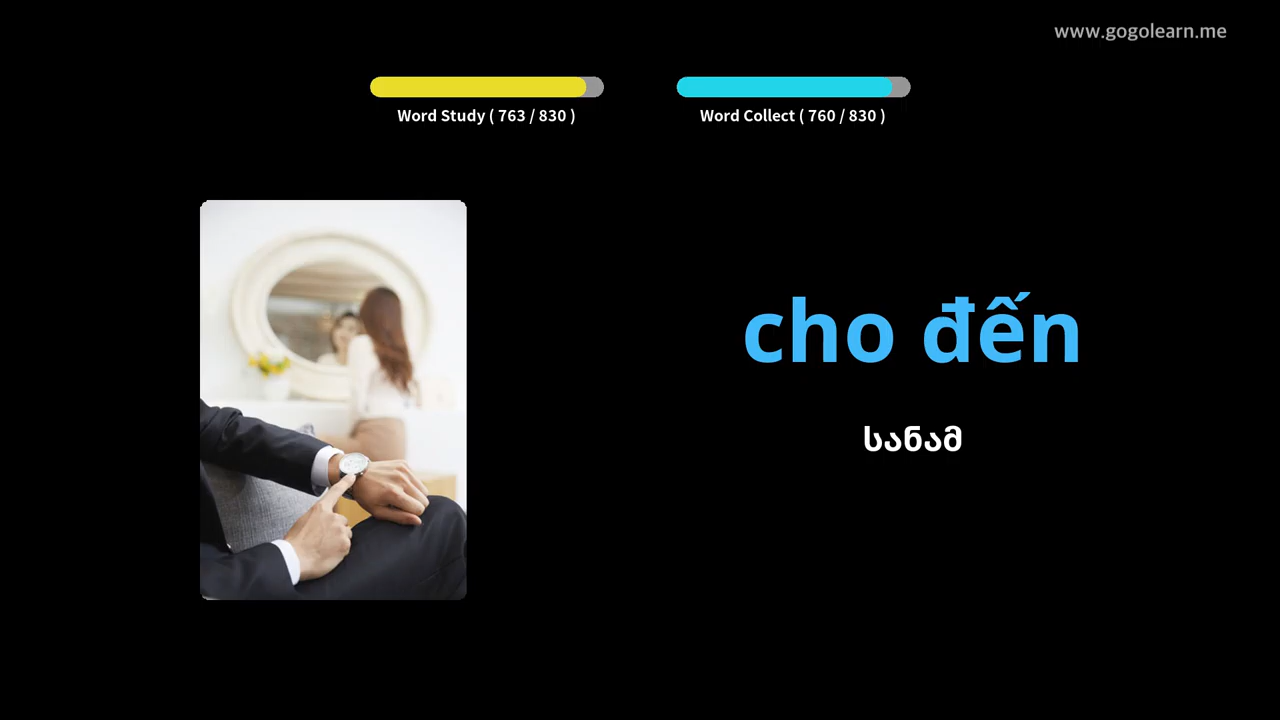 www.gogolearn.me
Word Study ( 763 / 830 )
Word Collect ( 760 / 830 )
cho đến
სანამ